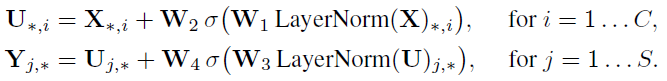 U_{*,i} = X_{*,i} + W_2 σ(W_1 LayerNorm(X)_{*,i}), for i = 1 . . . C,
Y_{j,*} = U_{j,*} + W_4 σ(W_3 LayerNorm(U)_{j,*}), for j = 1 . . . S.